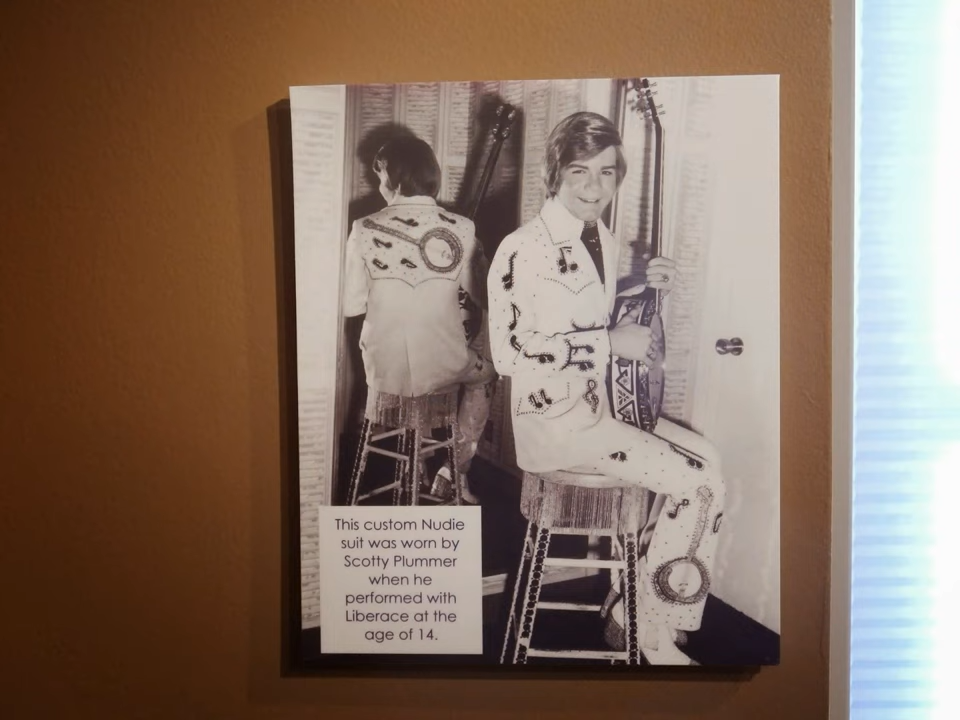 This custom Nudie
suit was worn by
Scotty Plummer
when he
performed with
Liberace at the
age of 14.